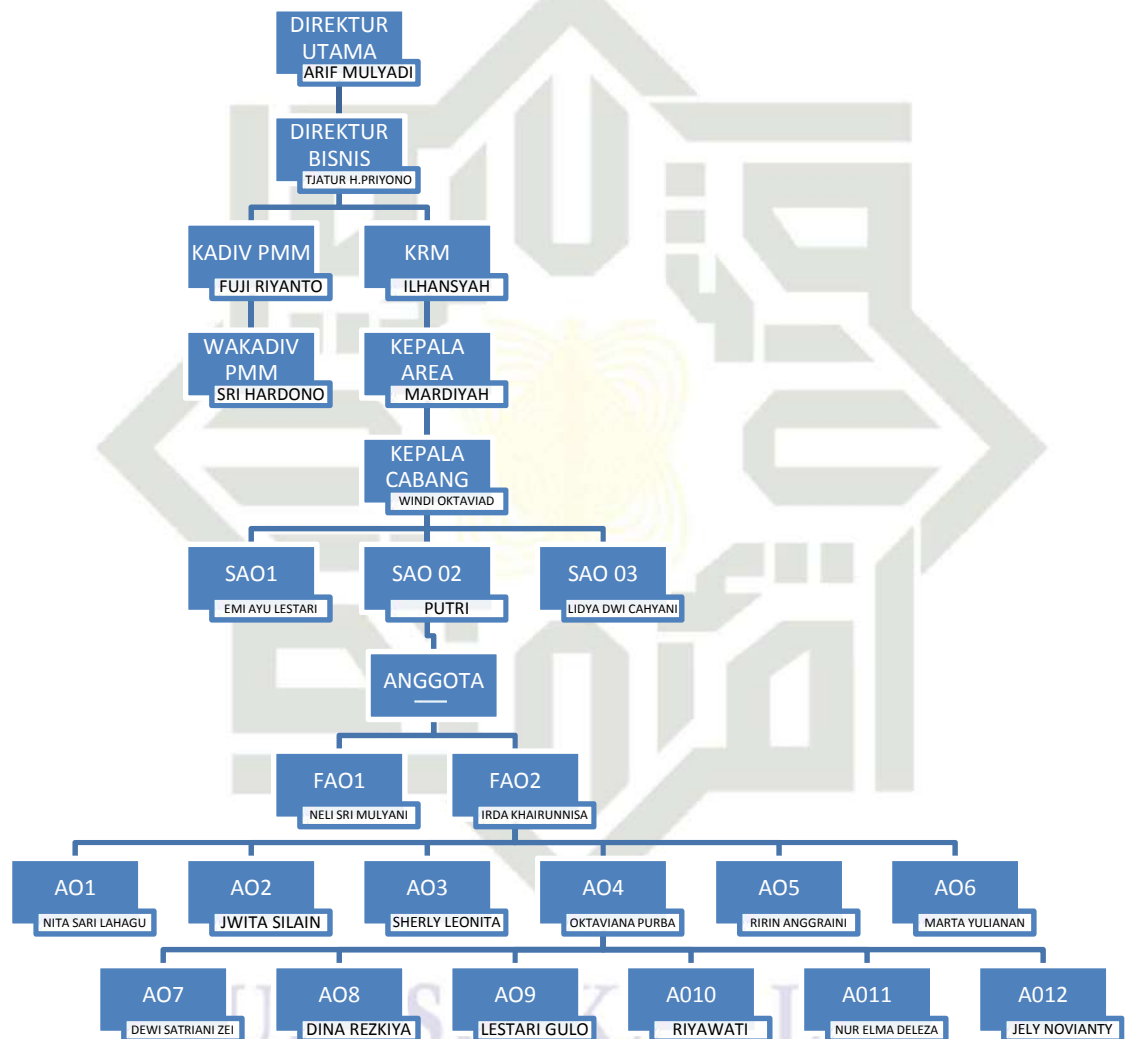 DIREKTUR
UTAMA
ARIF MULYADI
DIREKTUR
BISNIS
TJATUR H.PRIYONO
KADIV PMM
FUJI RIYANTO
KRM
ILHANSYAH
WAKADIV
PMM
SRI HARDONO
KEPALA
AREA
MARDIYAH
KEPALA
CABANG
WINDI OKTAVIAD
SAO1
EMI AYU LESTARI
SAO 02
PUTRI
SAO 03
LIDYA DWI CAHYANI
ANGGOTA
FAO1
NELI SRI MULYANI
FAO2
IRDA KHAIRUNNISA
AO1
NITA SARI LAHAGU
AO2
JWITA SILAIN
AO3
SHERLY LEONITA
AO4
OKTAVIANA PURBA
AO5
RIRIN ANGGRAINI
AO6
MARTA YULIANAN
AO7
DEWI SATRIANI ZEI
AO8
DINA REZKIYA
AO9
LESTARI GULO
A010
RIYAWATI
A011
NUR ELMA DELEZA
A012
JELY NOVIANTY